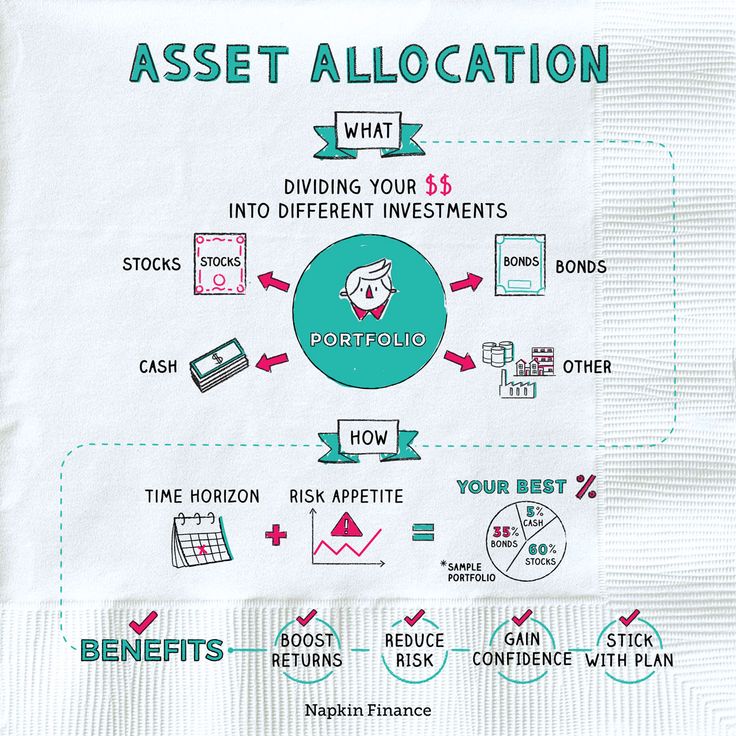 ASSET ALLOCATION
WHAT
DIVIDING YOUR $$
INTO DIFFERENT INVESTMENTS
STOCKS
STOCKS
BONDS
BONDS
PORTFOLIO
CASH
$
OTHER
HOW
TIME HORIZON
RISK APPETITE
YOUR BEST %
+
=
5%
CASH
35%
BONDS
60%
STOCKS
*SAMPLE
PORTFOLIO
BENEFITS
BOOST
RETURNS
REDUCE
RISK
GAIN
CONFIDENCE
STICK
WITH PLAN
Napkin Finance